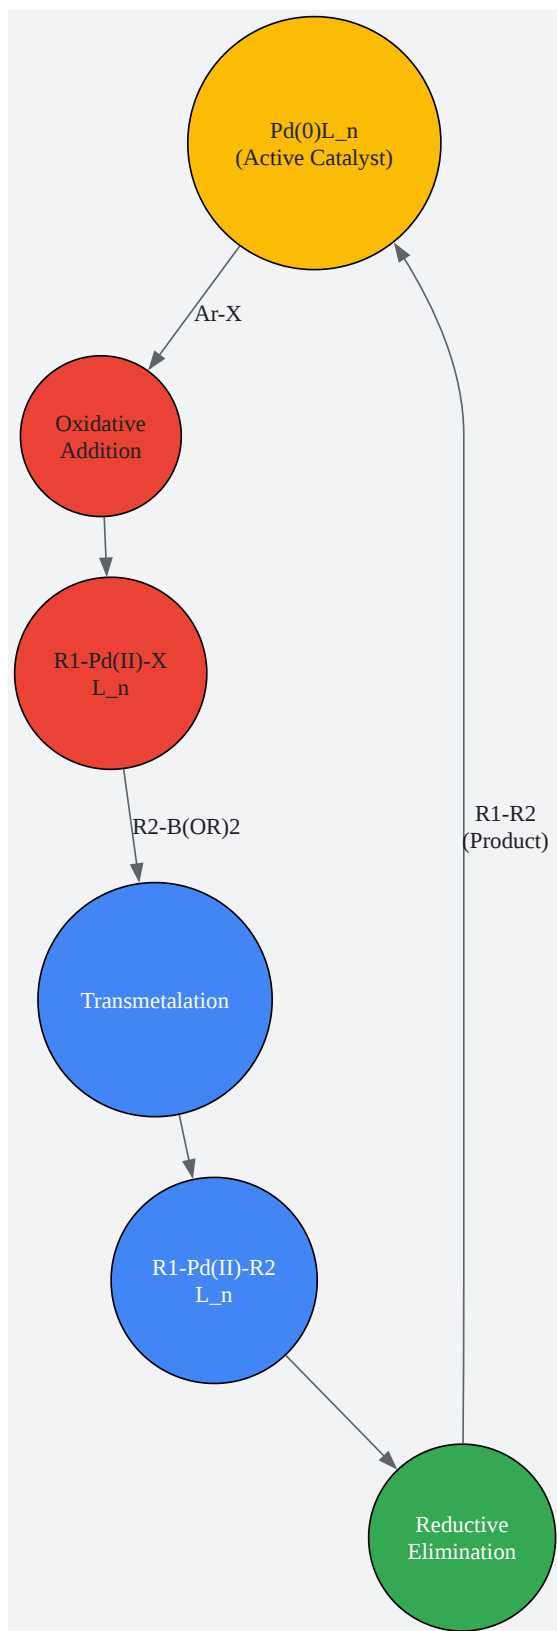 Pd(0)L_n
(Active Catalyst)
Ar-X
Oxidative
Addition
R1-Pd(II)-X
L_n
R2-B(OR)2
R1-R2
(Product)
Transmetalation
R1-Pd(II)-R2
L_n
Reductive
Elimination